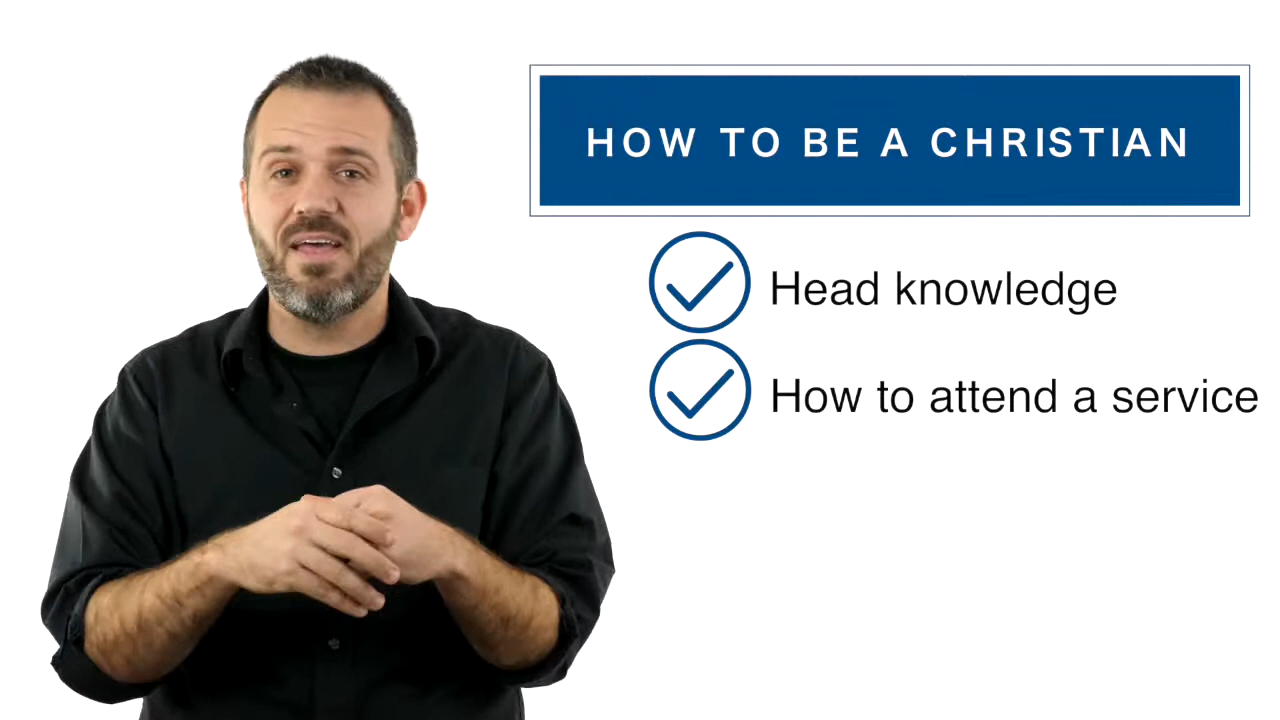 HOW TO BE A CHRISTIAN
Head knowledge
How to attend a service